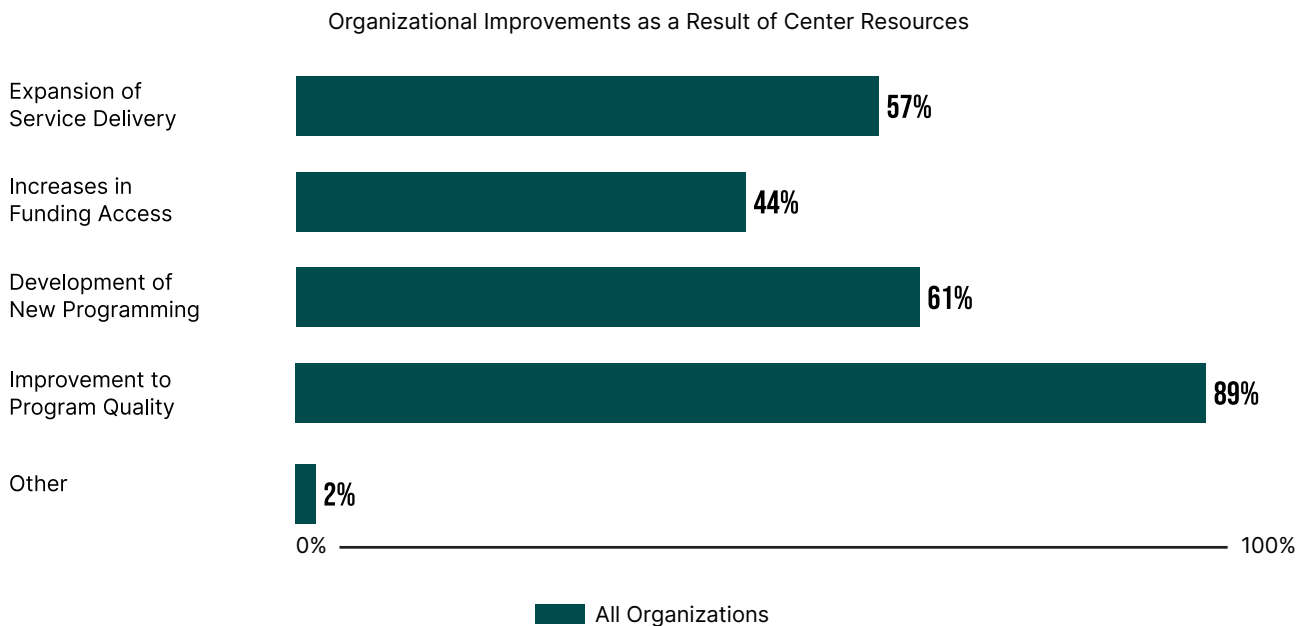 Organizational Improvements as a Result of Center Resources
Expansion of
Service Delivery
57%
Increases in
Funding Access
44%
Development of
New Programming
61%
Improvement to
Program Quality
89%
Other
2%
0%
100%
All Organizations